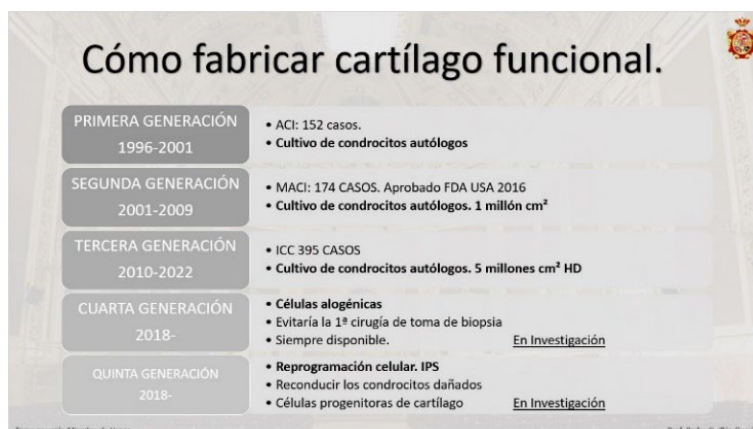 Cómo fabricar cartílago funcional.
PRIMERA GENERACIÓN
1996-2001
• ACI: 152 casos.
• Cultivo de condrocitos autólogos
SEGUNDA GENERACIÓN
2001-2009
• MACI: 174 CASOS. Aprobado FDA USA 2016
• Cultivo de condrocitos autólogos. 1 millón cm²
TERCERA GENERACIÓN
2010-2022
• ICC 395 CASOS
• Cultivo de condrocitos autólogos. 5 millones cm² HD
CUARTA GENERACIÓN
2018-
• Células alogénicas
• Evitaría la 1ª cirugía de toma de biopsia
• Siempre disponible. En Investigación
QUINTA GENERACIÓN
2018-
• Reprogramación celular. IPS
• Reconducir los condrocitos dañados
• Células progenitoras de cartílago En Investigación